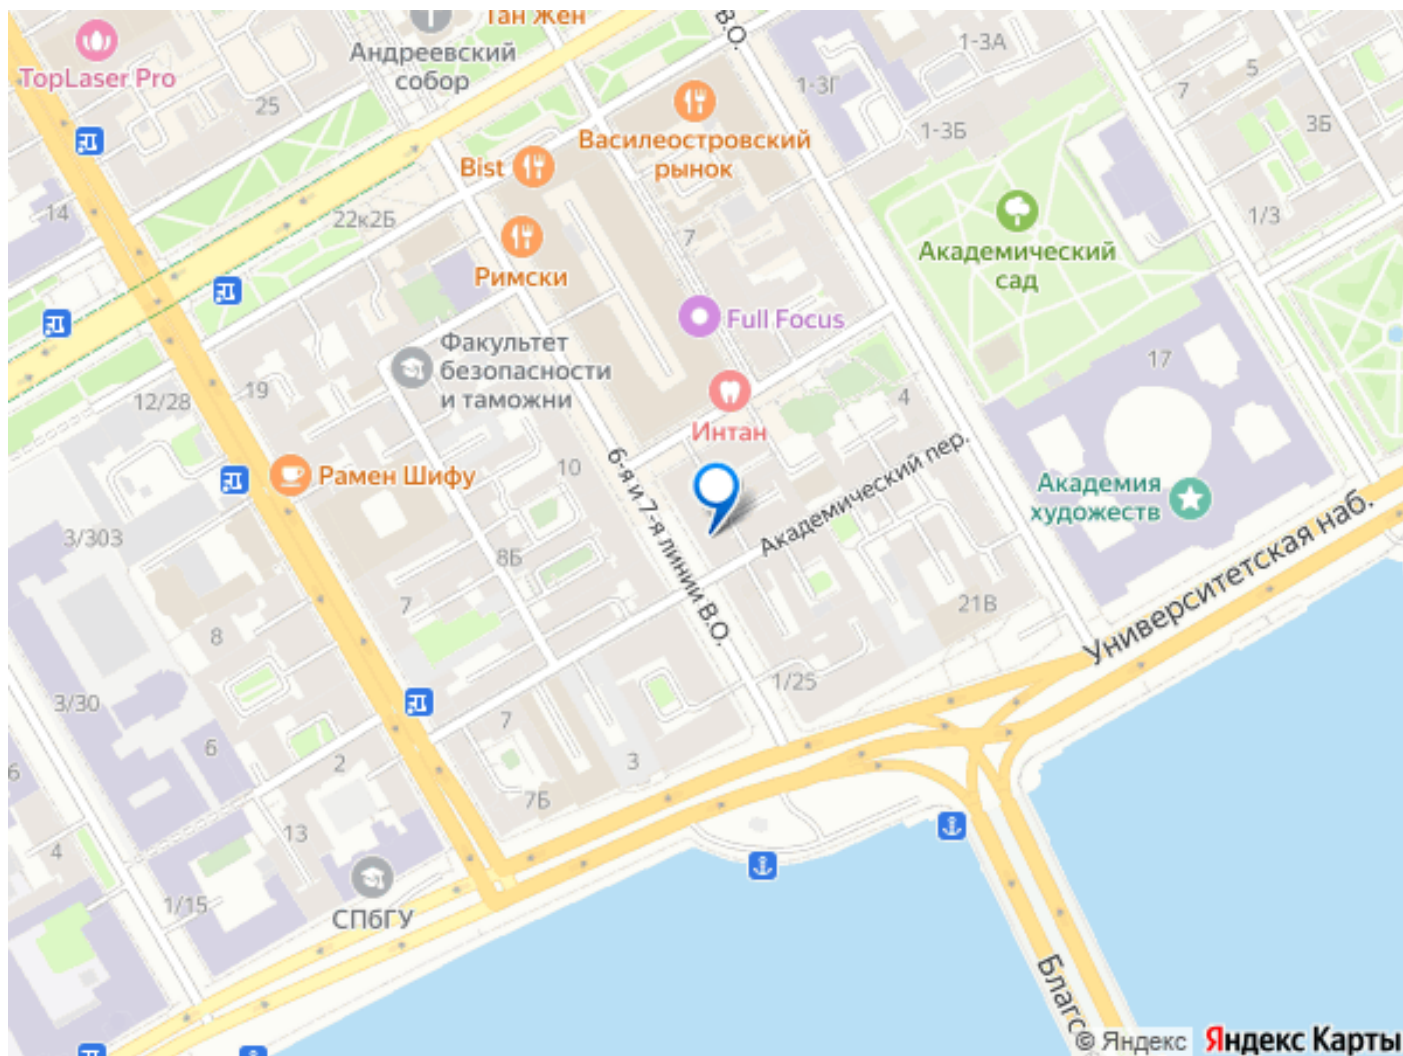 Тан Жен
В.О.
Андреевский
собор
TopLaser Pro
1-3А
5
7
1-3Г
25
3Б
1-3Б
Василеостровский
рынок
Bist
14
22к2Б
1/3
7
Академический
сад
Римски
Full Focus
Факультет
безопасности
и таможни
17
19
12/28
4
Интан
10
Рамен Шифу
6-я и 7-я линии В.О.
Академический пер.
Академия
художеств
Университетская наб.
3/303
8Б
7
21В
8
1/25
3/30
7
6
2
3
6
7Б
13
4
1/15
СПбГУ
Благо
© Яндекс
Яндекс Карты